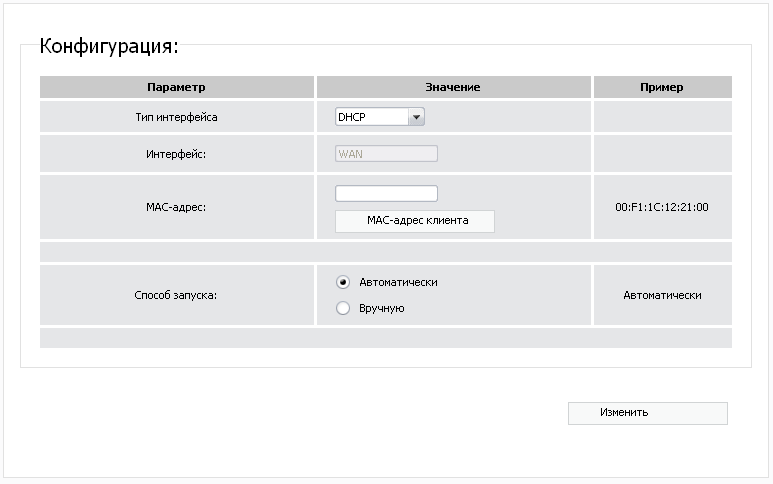 Конфигурация:
Параметр Значение Пример
Тип интерфейса DHCP
Интерфейс: WAN
MAC-адрес: 00:F1:1C:12:21:00
MAC-адрес клиента
Способ запуска: Автоматически Автоматически
Вручную
Изменить